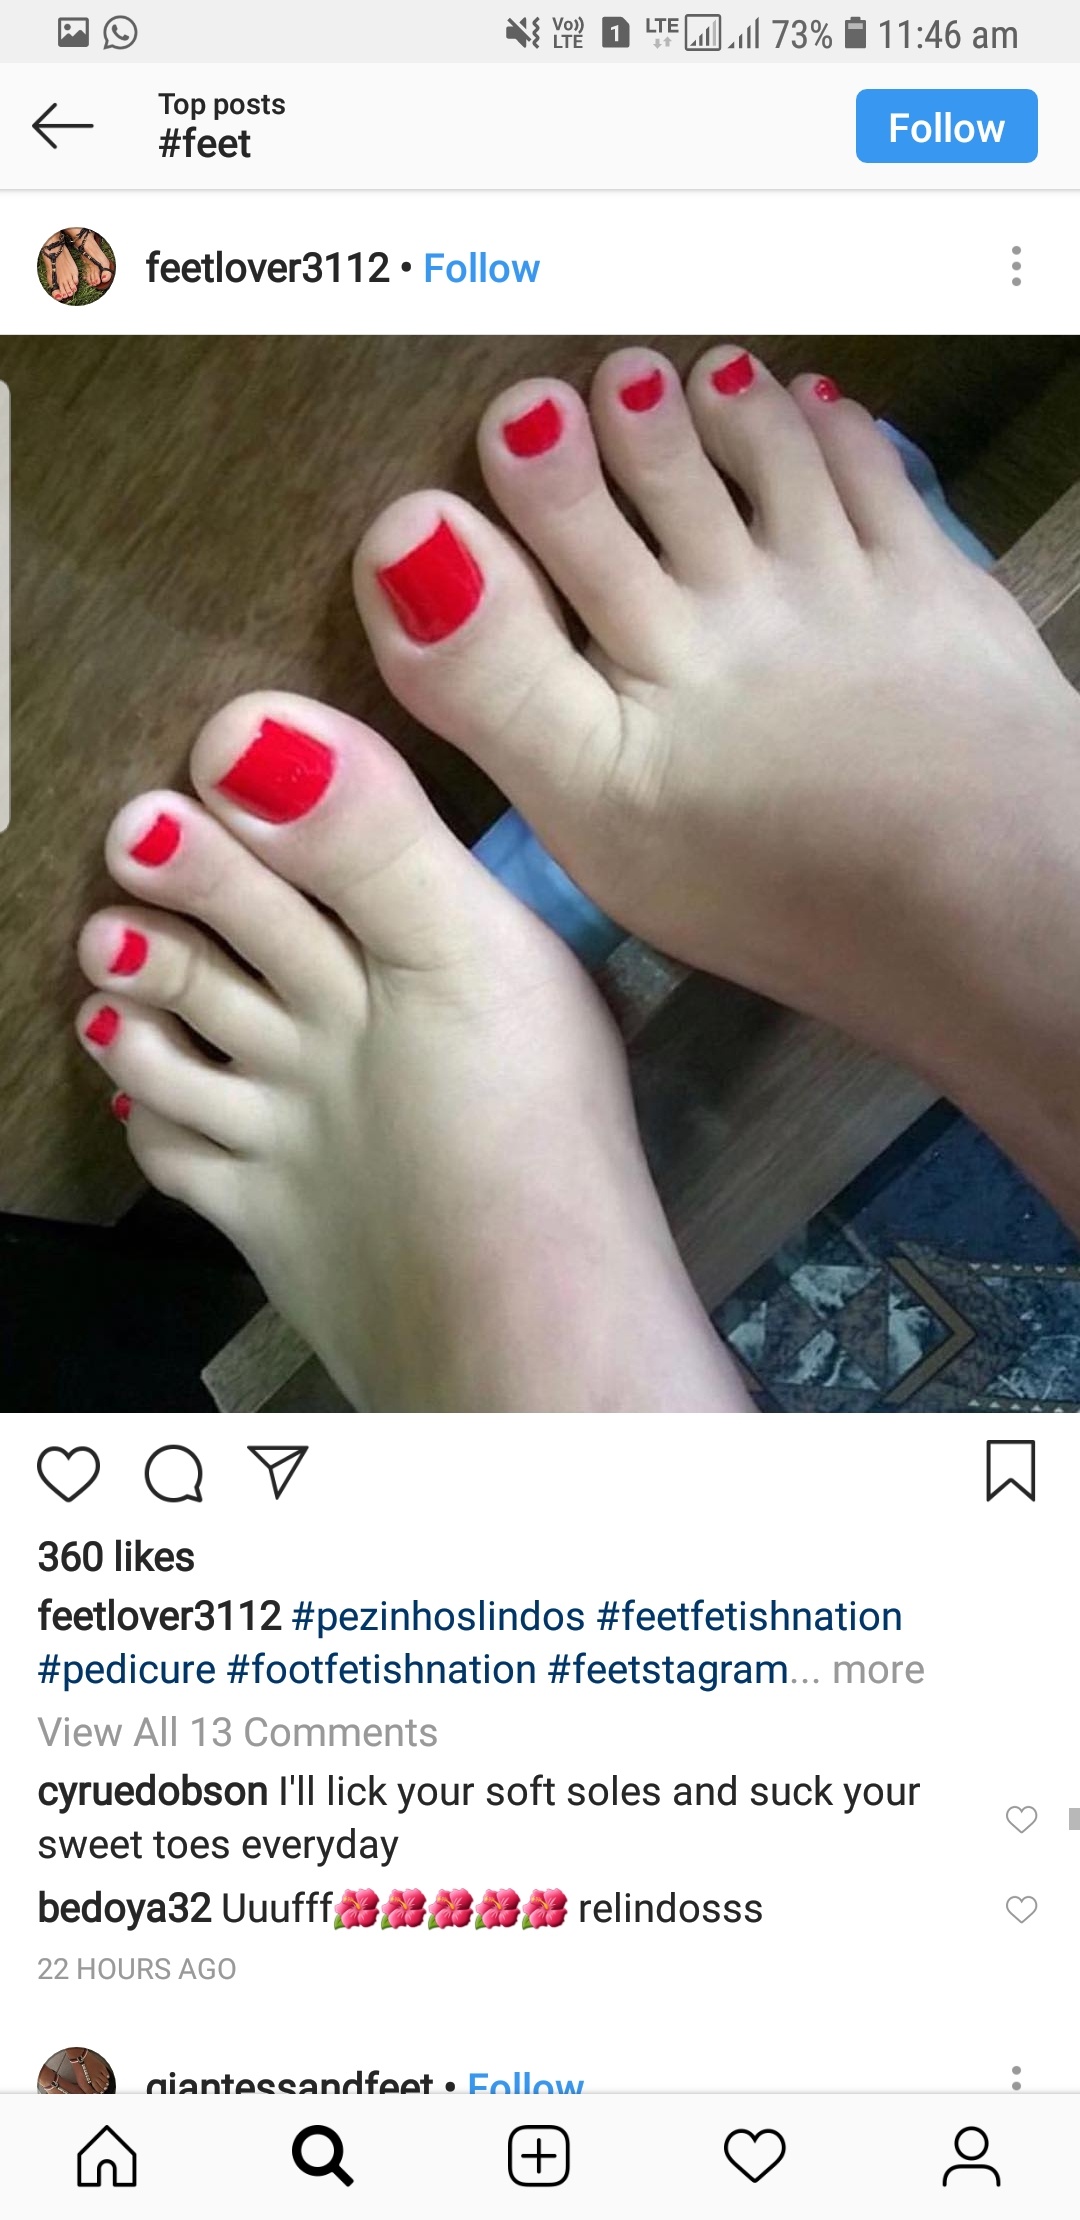 Vo))
LTE
1
LTE
73%
11:46 am
Top posts
#feet
Follow
feetlover3112 • Follow
360 likes
feetlover3112 #pezinhoslindos #feetfetishnation
#pedicure #footfetishnation #feetstagram... more
View All 13 Comments
cyruedobson I'll lick your soft soles and suck your
sweet toes everyday
bedoya32 Uuufff🌺🌺🌺🌺🌺 relindosss
22 HOURS AGO
giantessandfeet • Follow